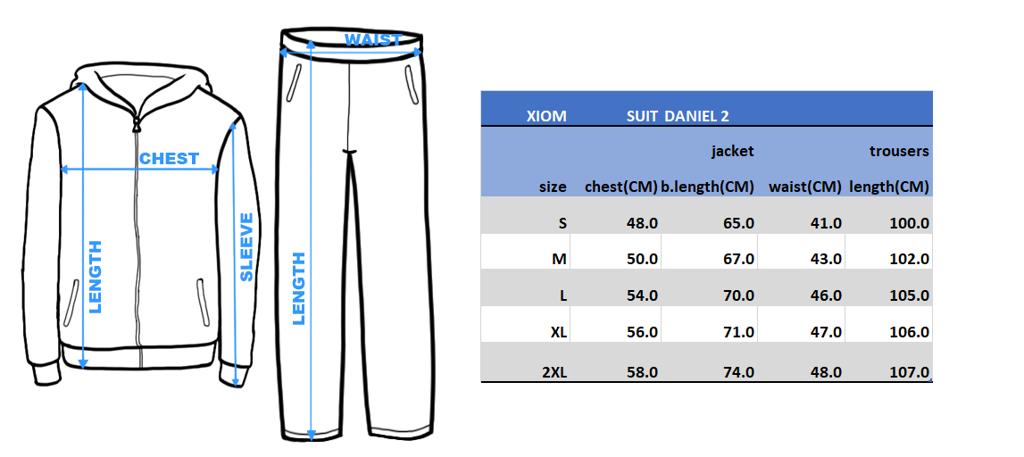 WAIST
CHEST
LENGTH
SLEEVE
LENGTH
XIOM SUIT DANIEL 2
jacket trousers
size chest(CM) b.length(CM) waist(CM) length(CM)
S 48.0 65.0 41.0 100.0
M 50.0 67.0 43.0 102.0
L 54.0 70.0 46.0 105.0
XL 56.0 71.0 47.0 106.0
2XL 58.0 74.0 48.0 107.0